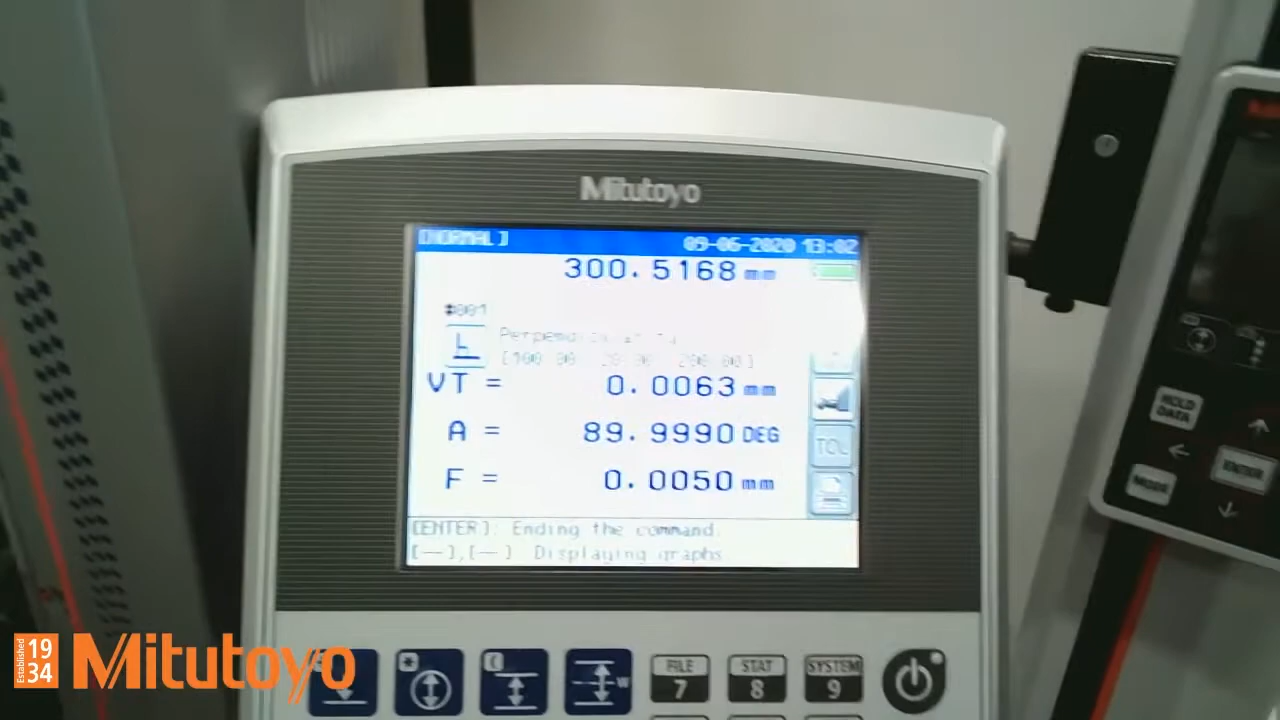 Mitutoyo
[NORMAL] 09-06-2020 13:02
300.5168 mm
#001
VT = 0.0063 mm
A = 89.9990 DEG
TOL
F = 0.0050 mm
[ENTER]: Ending the command.
Displaying graphs.
HOLD DATA
ENTER
MODE
Established 1934 Mitutoyo
W
FILE 7
STAT 8
SYSTEM 9